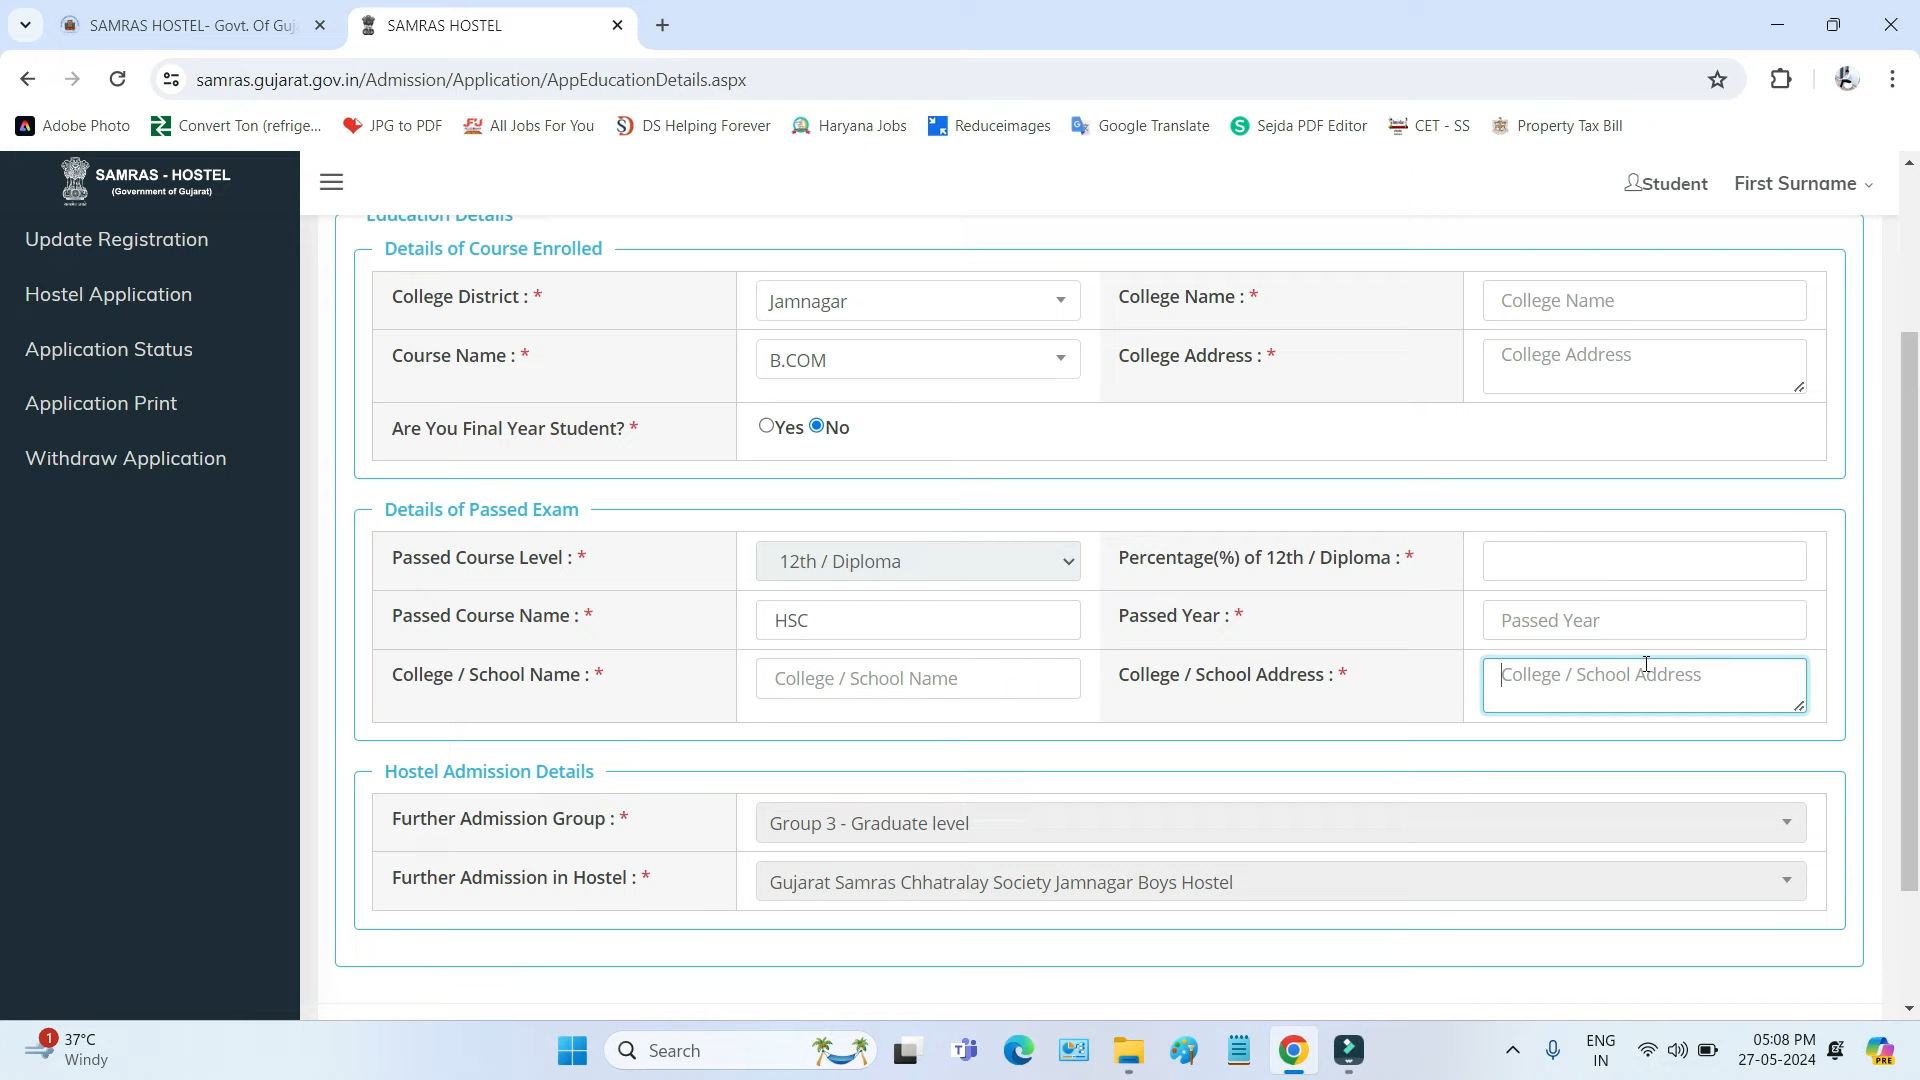 SAMRAS HOSTEL- Govt. Of Guj
SAMRAS HOSTEL
samras.gujarat.gov.in/Admission/Application/AppEducationDetails.aspx
Adobe Photo
Convert Ton (refrige...
JPG to PDF
All Jobs For You
DS Helping Forever
Haryana Jobs
Reduceimages
Google Translate
Sejda PDF Editor
CET - SS
Property Tax Bill
SAMRAS - HOSTEL
(Government of Gujarat)
Student
First Surname
Update Registration
Hostel Application
Application Status
Application Print
Withdraw Application
Education Details
Details of Course Enrolled
College District : *
Jamnagar
College Name : *
College Name
Course Name : *
B.COM
College Address : *
College Address
Are You Final Year Student? *
Yes No
Details of Passed Exam
Passed Course Level : *
12th / Diploma
Percentage(%) of 12th / Diploma : *
Passed Course Name : *
HSC
Passed Year : *
Passed Year
College / School Name : *
College / School Name
College / School Address : *
College / School Address
Hostel Admission Details
Further Admission Group : *
Group 3 - Graduate level
Further Admission in Hostel : *
Gujarat Samras Chhatralay Society Jamnagar Boys Hostel
1
37°C
Windy
Search
ENG
IN
05:08 PM
27-05-2024
PRE